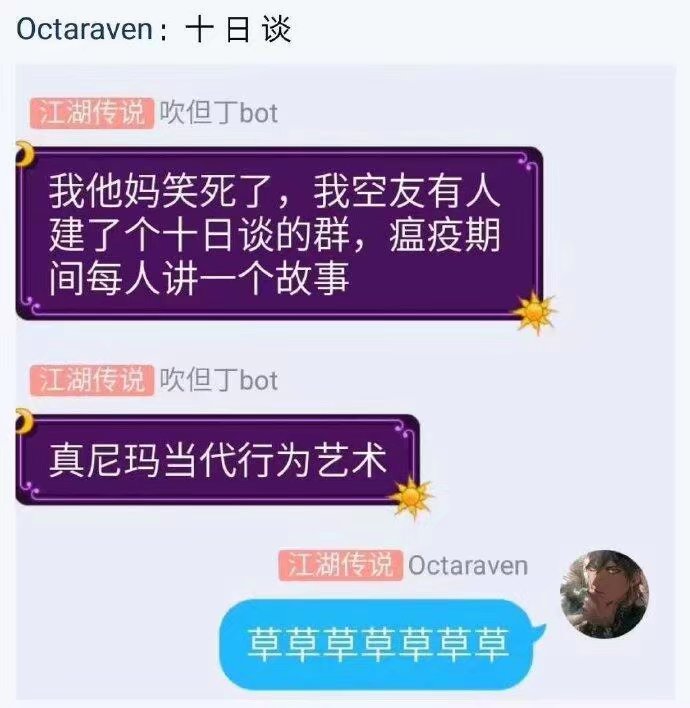 Octaraven：十日谈
江湖传说 吹但丁bot
我他妈笑死了，我空友有人
建了个十日谈的群，瘟疫期
间每人讲一个故事
江湖传说 吹但丁bot
真尼玛当代行为艺术
江湖传说 Octaraven
草草草草草草草